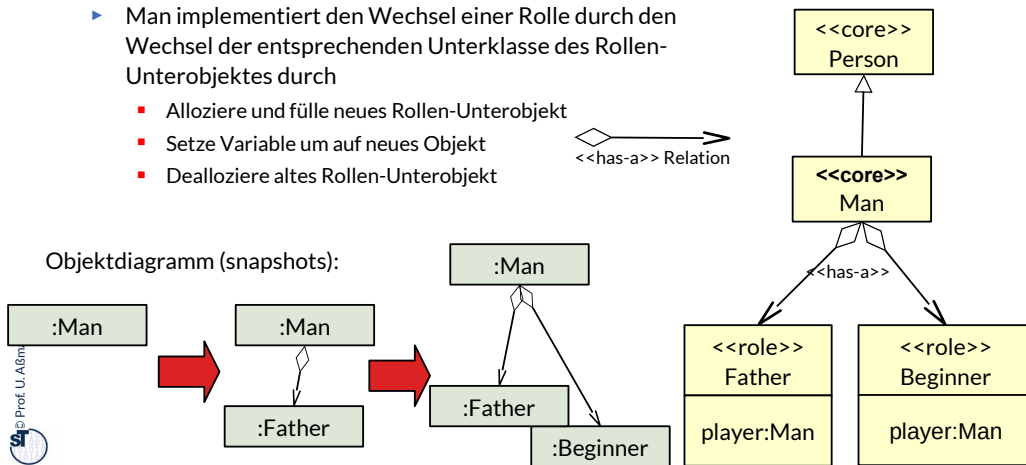 Man implementiert den Wechsel einer Rolle durch den
Wechsel der entsprechenden Unterklasse des Rollen-
Unterobjektes durch
Alloziere und fülle neues Rollen-Unterobjekt
Setze Variable um auf neues Objekt
Dealloziere altes Rollen-Unterobjekt
<<has-a>> Relation
<<core>>
Person
<<core>>
Man
<<has-a>>
<<role>>
Father
player:Man
<<role>>
Beginner
player:Man
Objektdiagramm (snapshots):
:Man
:Man
:Father
:Man
:Father
:Beginner
© Prof. U. Aßma
ST